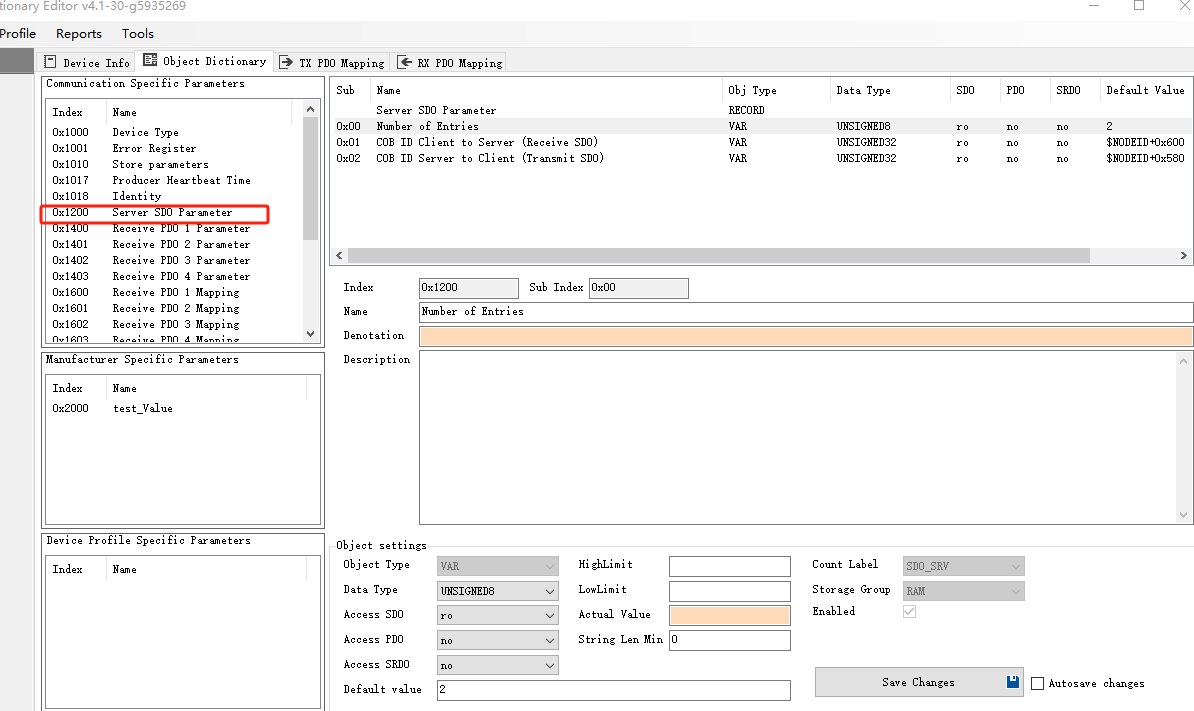 tionary Editor v4.1-30-g5935269
Profile Reports Tools
Device Info Object Dictionary TX PDO Mapping RX PDO Mapping
Communication Specific Parameters
Index Name
0x1000 Device Type
0x1001 Error Register
0x1010 Store parameters
0x1017 Producer Heartbeat Time
0x1018 Identity
0x1200 Server SDO Parameter
0x1400 Receive PDO 1 Parameter
0x1401 Receive PDO 2 Parameter
0x1402 Receive PDO 3 Parameter
0x1403 Receive PDO 4 Parameter
0x1600 Receive PDO 1 Mapping
0x1601 Receive PDO 2 Mapping
0x1602 Receive PDO 3 Mapping
0x1603 Receive PDO 4 Mapping
Manufacturer Specific Parameters
Index Name
0x2000 test_Value
Device Profile Specific Parameters
Index Name
Sub Name Obj Type Data Type SDO PDO SRDO Default Value
Server SDO Parameter RECORD
0x00 Number of Entries VAR UNSIGNED8 ro no no 2
0x01 COB ID Client to Server (Receive SDO) VAR UNSIGNED32 ro no no $NODEID+0x600
0x02 COB ID Server to Client (Transmit SDO) VAR UNSIGNED32 ro no no $NODEID+0x580
Index 0x1200 Sub Index 0x00
Name Number of Entries
Denotation
Description
Object settings
Object Type VAR HighLimit Count Label SDO_SRV
Data Type UNSIGNED8 LowLimit Storage Group RAM
Access SDO ro Actual Value Enabled
Access PDO no String Len Min 0
Access SRDO no
Default value 2
Save Changes Autosave changes